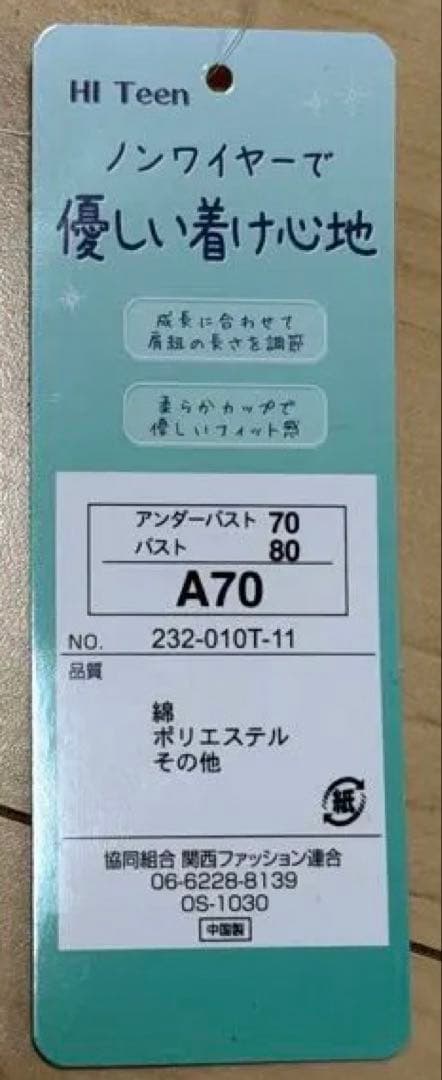 HI Teen
ノンワイヤーで
優しい着け心地
成長に合わせて
肩紐の長さを調節
柔らかカップで
優しいフィット感
アンダーバスト 70
バスト 80
A70
NO. 232-010T-11
品質
綿
ポリエステル
その他
紙
協同組合 関西ファッション連合
06-6228-8139
OS-1030
中国製